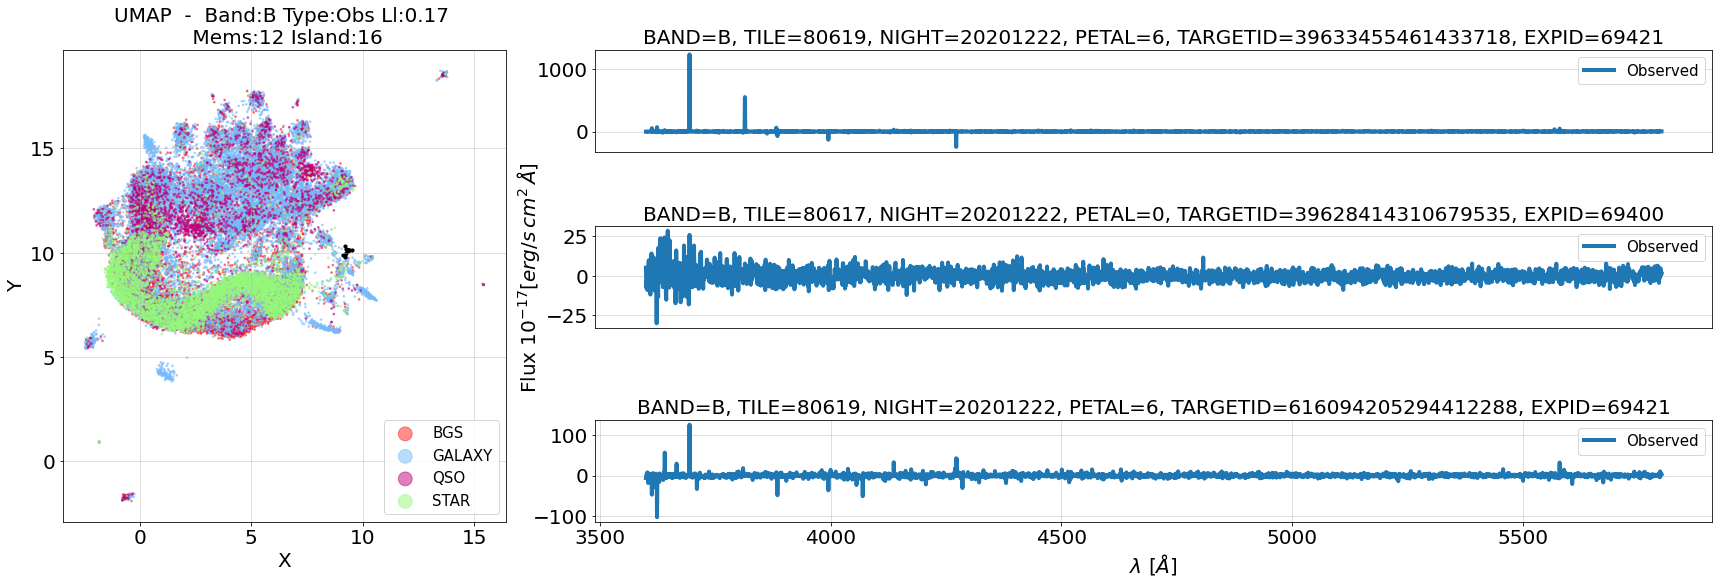 UMAP - Band:B Type:Obs Ll:0.17
Mems:12 Island:16
15
10
5
0
Y
0 5 10 15
X
BGS
GALAXY
QSO
STAR
Flux 10⁻¹⁷[erg/s cm² Å]
BAND=B, TILE=80619, NIGHT=20201222, PETAL=6, TARGETID=39633455461433718, EXPID=69421
1000
0
Observed
BAND=B, TILE=80617, NIGHT=20201222, PETAL=0, TARGETID=39628414310679535, EXPID=69400
25
0
−25
Observed
BAND=B, TILE=80619, NIGHT=20201222, PETAL=6, TARGETID=616094205294412288, EXPID=69421
100
0
−100
Observed
3500 4000 4500 5000 5500
λ [Å]